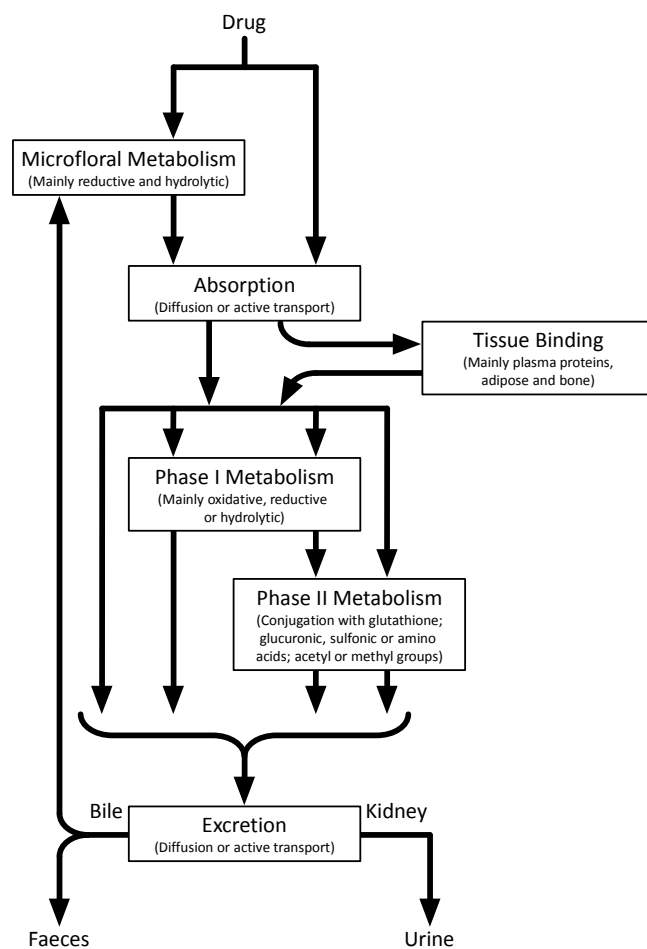 Drug
Microfloral Metabolism
(Mainly reductive and hydrolytic)
Absorption
(Diffusion or active transport)
Tissue Binding
(Mainly plasma proteins,
adipose and bone)
Phase I Metabolism
(Mainly oxidative, reductive
or hydrolytic)
Phase II Metabolism
(Conjugation with glutathione;
glucuronic, sulfonic or amino
acids; acetyl or methyl groups)
Bile
Excretion
(Diffusion or active transport)
Kidney
Faeces
Urine